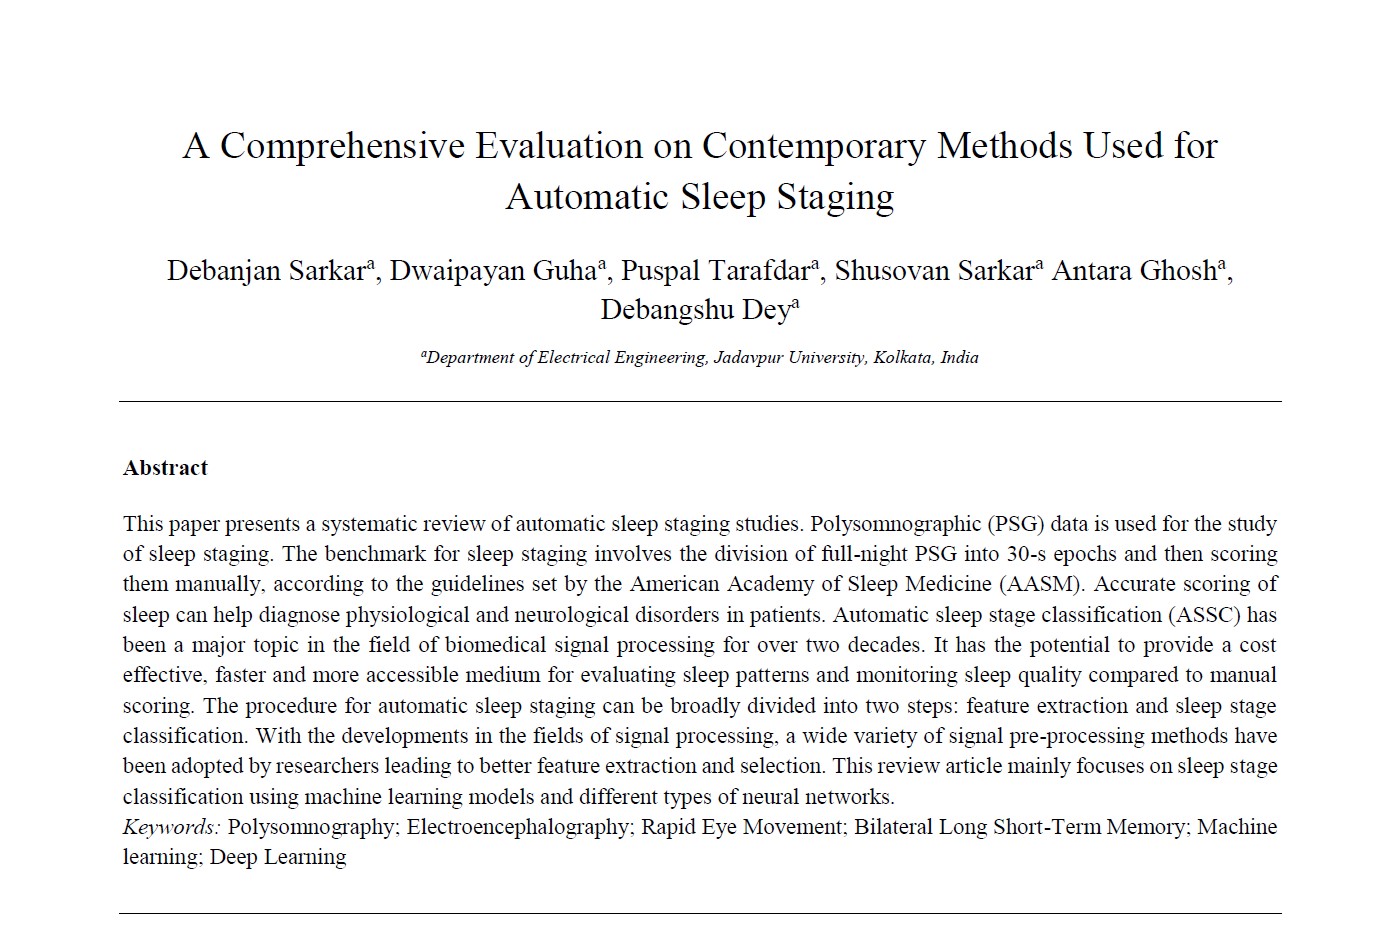 A Comprehensive Evaluation on Contemporary Methods Used for
Automatic Sleep Staging
Debanjan Sarkarᵃ, Dwaipayan Guhaᵃ, Puspal Tarafdarᵃ, Shusovan Sarkarᵃ Antara Ghoshᵃ,
Debangshu Deyᵃ
ᵃDepartment of Electrical Engineering, Jadavpur University, Kolkata, India
Abstract
This paper presents a systematic review of automatic sleep staging studies. Polysomnographic (PSG) data is used for the study
of sleep staging. The benchmark for sleep staging involves the division of full-night PSG into 30-s epochs and then scoring
them manually, according to the guidelines set by the American Academy of Sleep Medicine (AASM). Accurate scoring of
sleep can help diagnose physiological and neurological disorders in patients. Automatic sleep stage classification (ASSC) has
been a major topic in the field of biomedical signal processing for over two decades. It has the potential to provide a cost
effective, faster and more accessible medium for evaluating sleep patterns and monitoring sleep quality compared to manual
scoring. The procedure for automatic sleep staging can be broadly divided into two steps: feature extraction and sleep stage
classification. With the developments in the fields of signal processing, a wide variety of signal pre-processing methods have
been adopted by researchers leading to better feature extraction and selection. This review article mainly focuses on sleep stage
classification using machine learning models and different types of neural networks.
Keywords: Polysomnography; Electroencephalography; Rapid Eye Movement; Bilateral Long Short-Term Memory; Machine
learning; Deep Learning